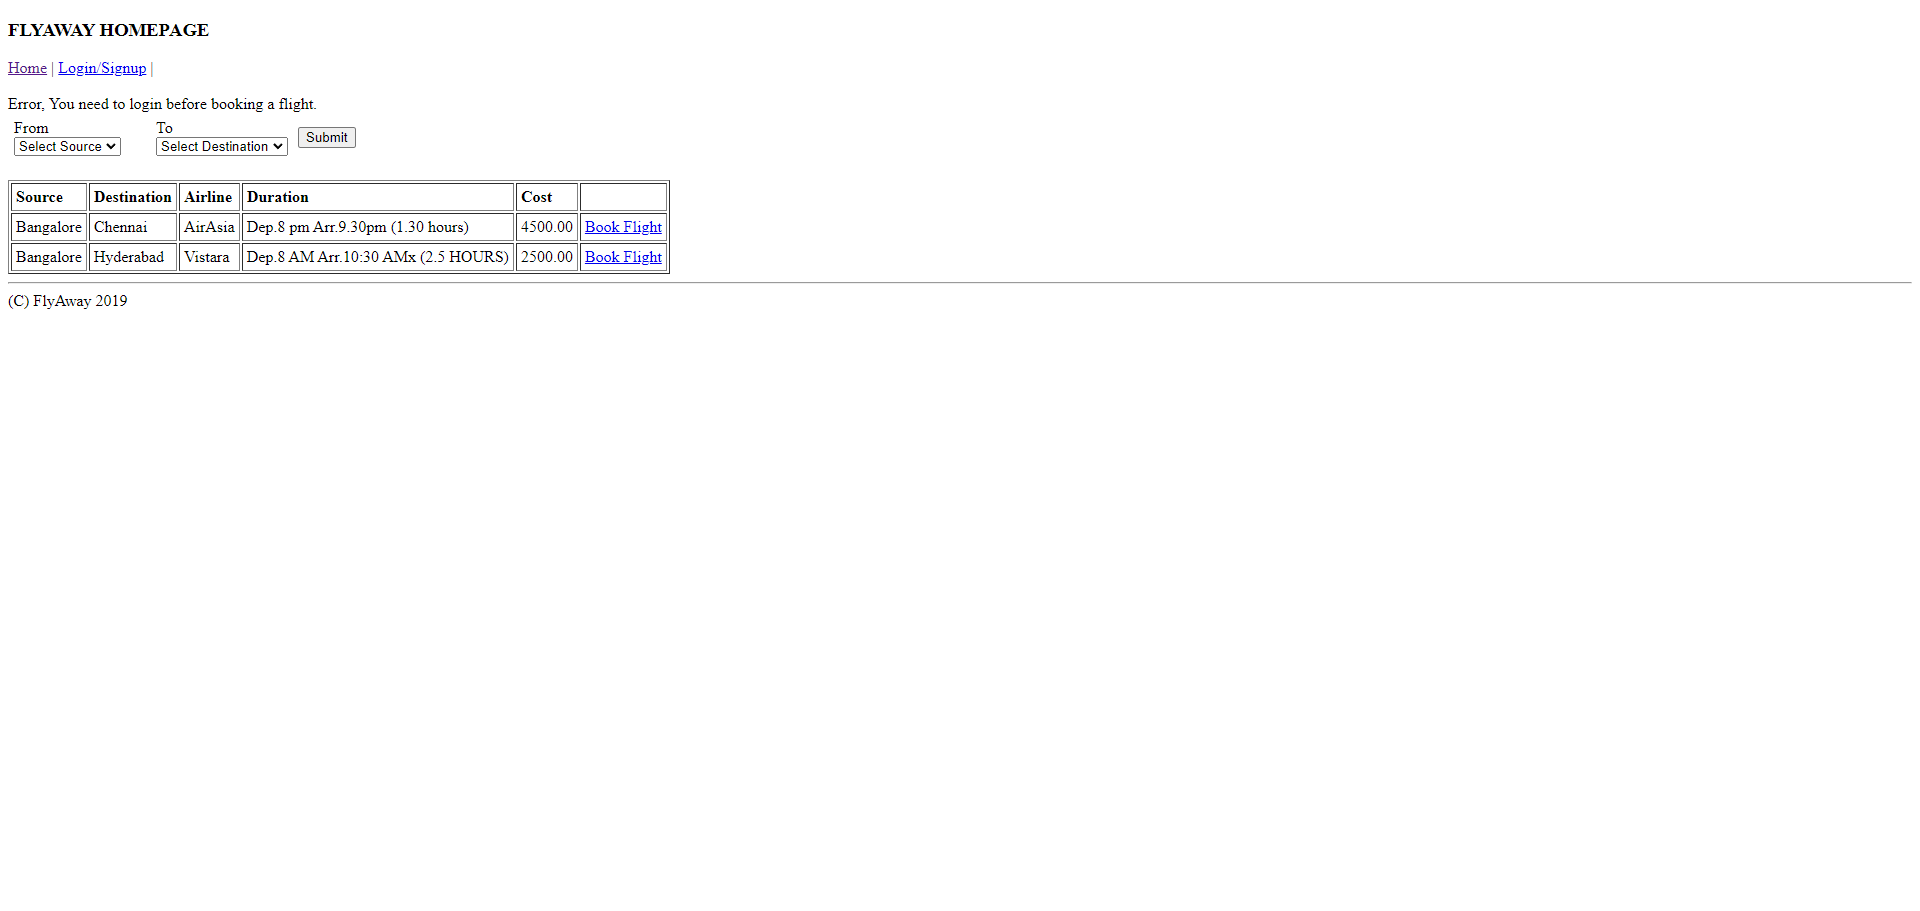 FLYAWAY HOMEPAGE
Home | Login/Signup |
Error, You need to login before booking a flight.
From To
Select Source Select Destination Submit
Source Destination Airline Duration Cost
Bangalore Chennai AirAsia Dep.8 pm Arr.9.30pm (1.30 hours) 4500.00 Book Flight
Bangalore Hyderabad Vistara Dep.8 AM Arr.10:30 AMx (2.5 HOURS) 2500.00 Book Flight
(C) FlyAway 2019